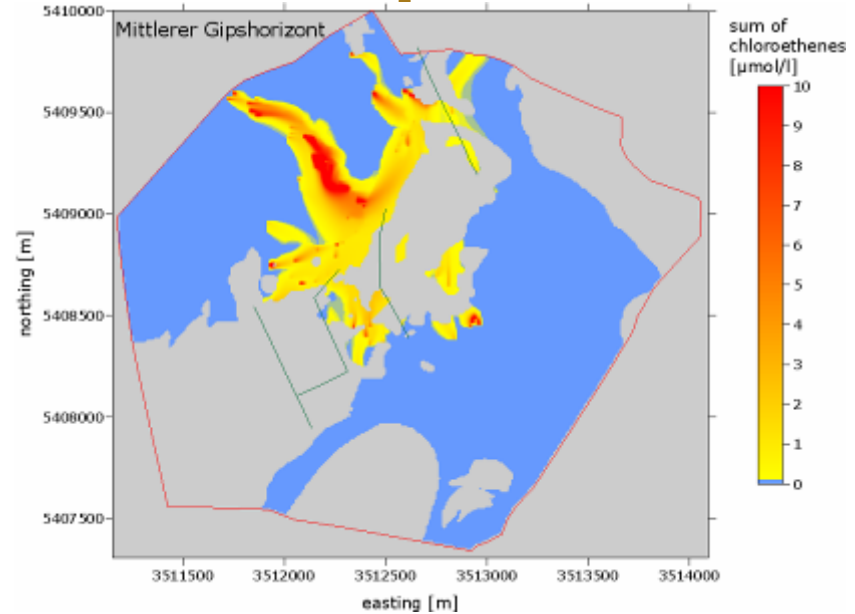 Mittlerer Gipshorizont
sum of
chloroethenes
[µmol/l]
10
9
8
7
6
5
4
3
2
1
0
5410000
5409500
5409000
5408500
5408000
5407500
northing [m]
3511500 3512000 3512500 3513000 3513500 3514000
easting [m]